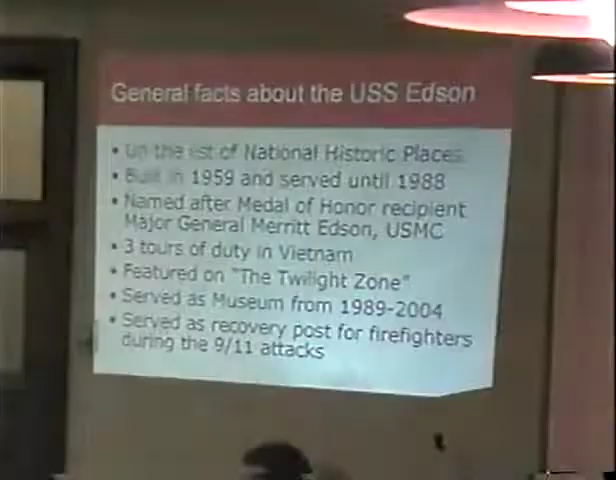 General facts about the USS Edson
• On the list of National Historic Places
• Built in 1959 and served until 1988
• Named after Medal of Honor recipient
Major General Merritt Edson, USMC
• 3 tours of duty in Vietnam
• Featured on "The Twilight Zone"
• Served as Museum from 1989-2004
• Served as recovery post for firefighters
during the 9/11 attacks